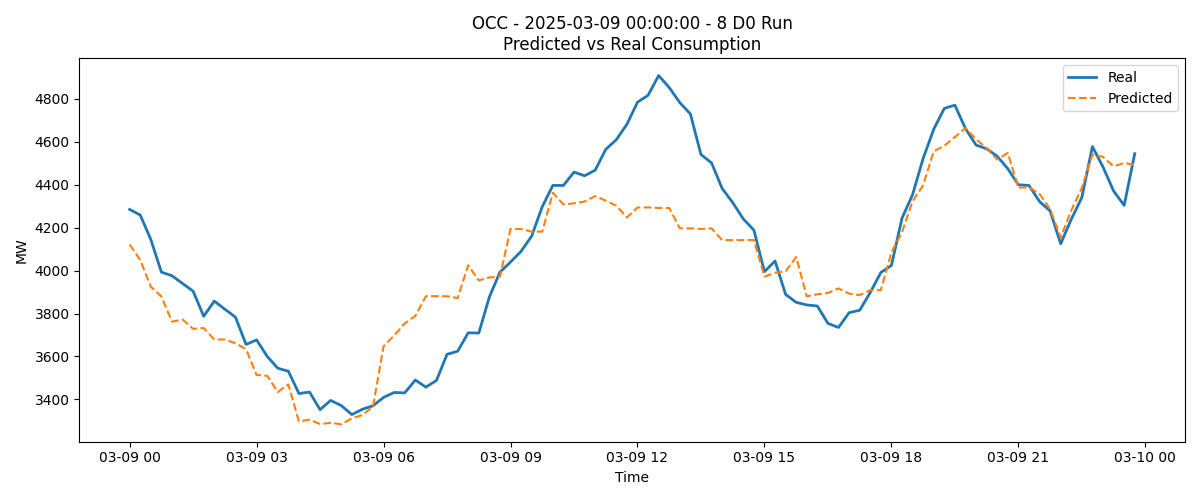 OCC - 2025-03-09 00:00:00 - 8 D0 Run
Predicted vs Real Consumption
Real
Predicted
MW
4800
4600
4400
4200
4000
3800
3600
3400
03-09 00
03-09 03
03-09 06
03-09 09
03-09 12
03-09 15
03-09 18
03-09 21
03-10 00
Time